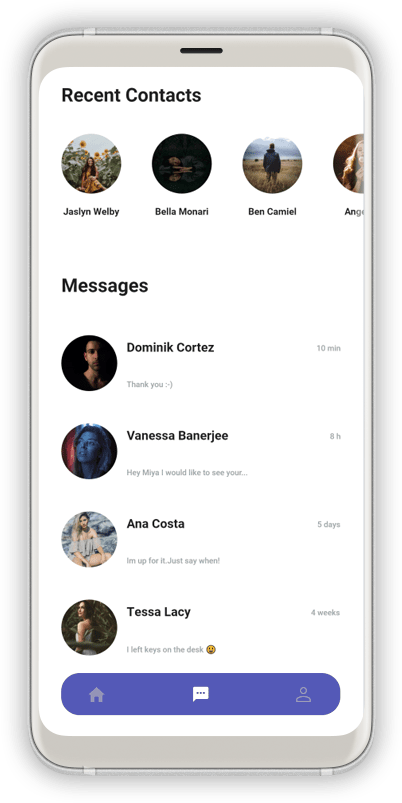 Recent Contacts
Jaslyn Welby
Bella Monari
Ben Camiel
Messages
Dominik Cortez
10 min
Thank you :-)
Vanessa Banerjee
8 h
Hey Miya I would like to see your...
Ana Costa
5 days
Im up for it.Just say when!
Tessa Lacy
4 weeks
I left keys on the desk 😃